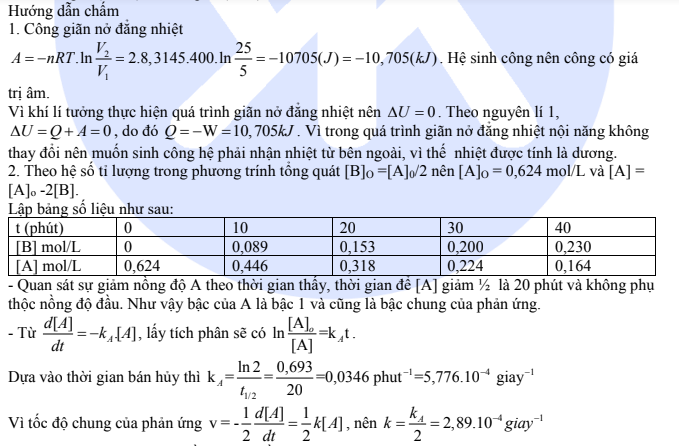 Hướng dẫn chấm
1. Công giãn nở đẳng nhiệt
A = −nRT.ln V₂/V₁ = 2.8,3145.400.ln 25/5 = −10705(J) = −10,705(kJ). Hệ sinh công nên công có giá
trị âm.
Vì khí lí tưởng thực hiện quá trình giãn nở đẳng nhiệt nên ΔU = 0. Theo nguyên lí 1,
ΔU = Q + A = 0, do đó Q = −W = 10,705kJ. Vì trong quá trình giãn nở đẳng nhiệt nội năng không
thay đổi nên muốn sinh công hệ phải nhận nhiệt từ bên ngoài, vì thế nhiệt được tính là dương.
2. Theo hệ số tỉ lượng trong phương trính tổng quát [B]₀ =[A]₀/2 nên [A]₀ = 0,624 mol/L và [A] =
[A]₀ -2[B].
Lập bảng số liệu như sau:
t (phút) 0 10 20 30 40
[B] mol/L 0 0,089 0,153 0,200 0,230
[A] mol/L 0,624 0,446 0,318 0,224 0,164
- Quan sát sự giảm nồng độ A theo thời gian thấy, thời gian để [A] giảm ½ là 20 phút và không phụ
thộc nồng độ đầu. Như vậy bậc của A là bậc 1 và cũng là bậc chung của phản ứng.
- Từ d[A]/dt = −k_A.[A], lấy tích phân sẽ có ln [A]₀/[A] =k_A t.
Dựa vào thời gian bán hủy thì k_A = ln 2/t₁/₂ = 0,693/20 =0,0346 phut⁻¹=5,776.10⁻⁴ giay⁻¹
Vì tốc độ chung của phản ứng v = - 1/2 d[A]/dt = 1/2 k[A], nên k = k_A/2 = 2,89.10⁻⁴ giay⁻¹